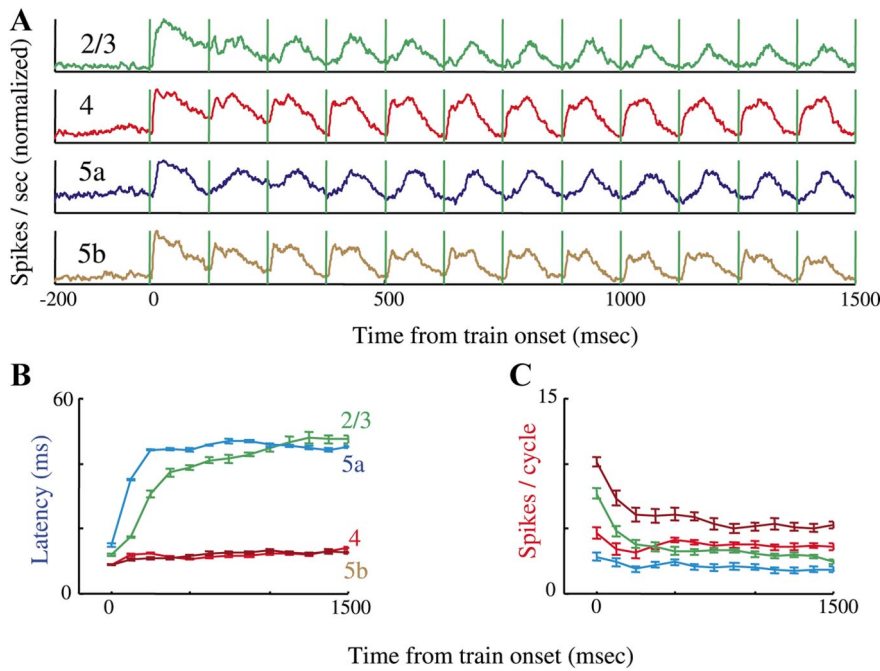 A
Spikes / sec (normalized)
2/3
4
5a
5b
-200 0 500 1000 1500
Time from train onset (msec)
B
60
Latency (ms)
2/3
5a
4
5b
0
0 1500
C
15
Spikes / cycle
0
0 1500
Time from train onset (msec)